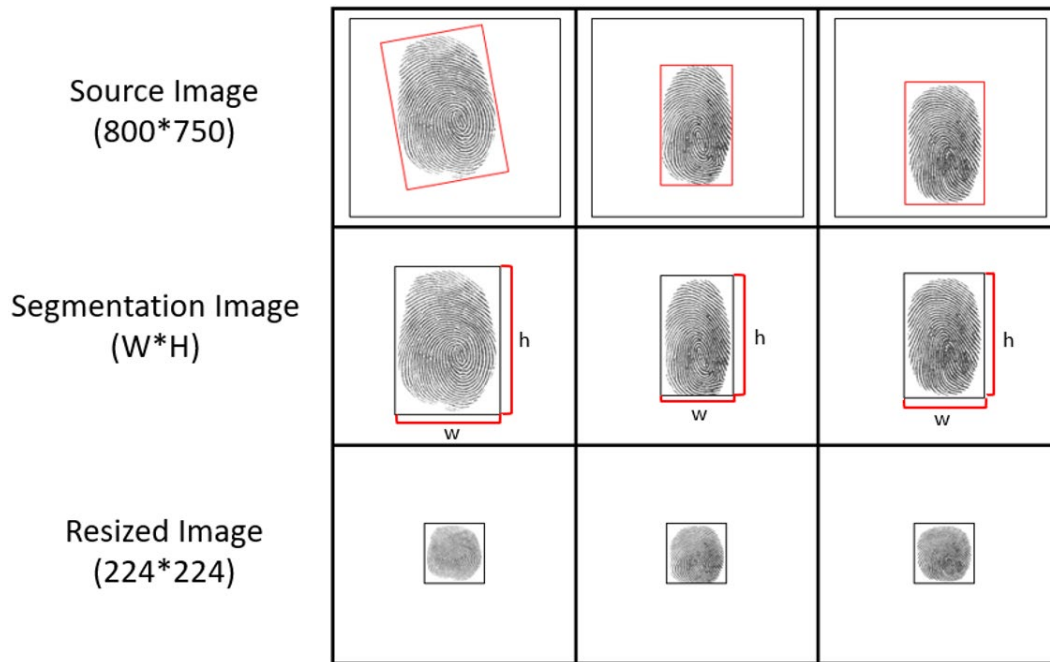 Source Image
(800*750)
Segmentation Image
(W*H)
h
w
h
w
h
w
Resized Image
(224*224)